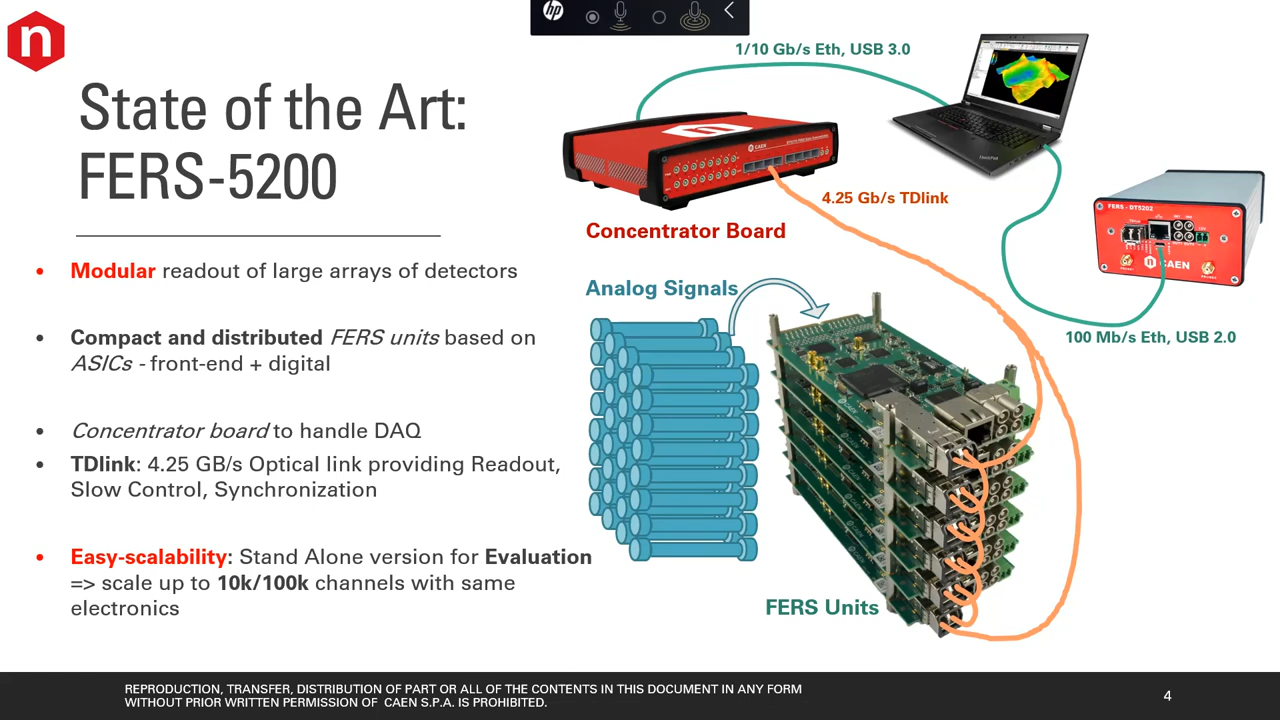 State of the Art:
FERS-5200
• Modular readout of large arrays of detectors
• Compact and distributed FERS units based on
ASICs - front-end + digital
• Concentrator board to handle DAQ
• TDlink: 4.25 GB/s Optical link providing Readout,
Slow Control, Synchronization
• Easy-scalability: Stand Alone version for Evaluation
=> scale up to 10k/100k channels with same
electronics
hp
1/10 Gb/s Eth, USB 3.0
n
CAEN
4.25 Gb/s TDlink
Concentrator Board
FERS - DT5202
CAEN
100 Mb/s Eth, USB 2.0
Analog Signals
FERS Units
REPRODUCTION, TRANSFER, DISTRIBUTION OF PART OR ALL OF THE CONTENTS IN THIS DOCUMENT IN ANY FORM
WITHOUT PRIOR WRITTEN PERMISSION OF CAEN S.P.A. IS PROHIBITED.
4